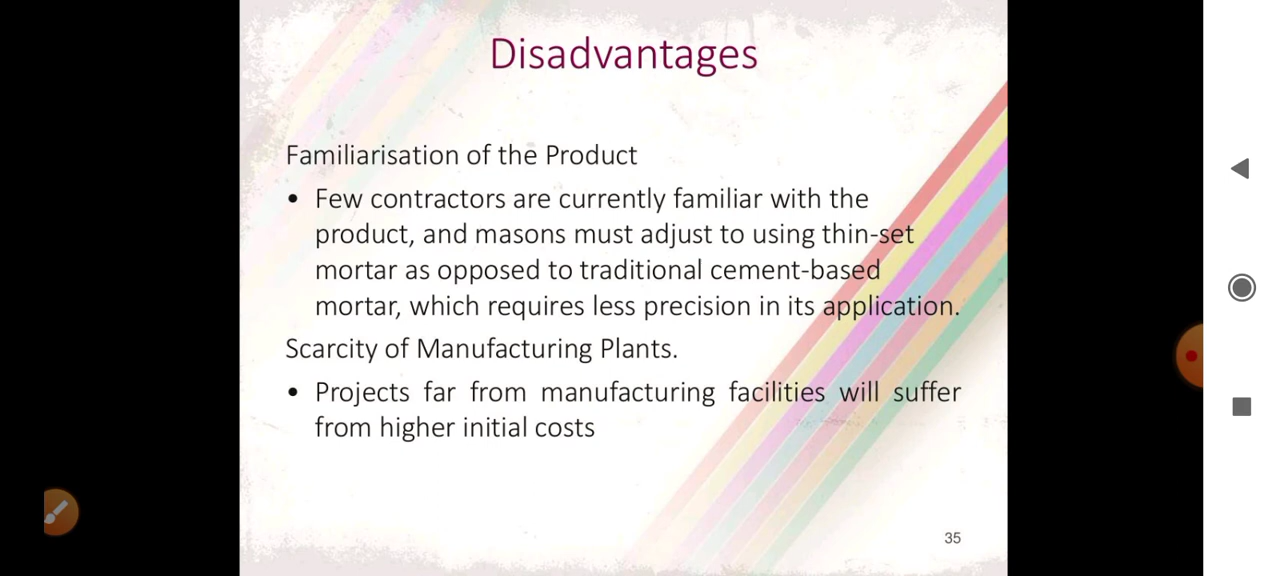 Disadvantages
Familiarisation of the Product
• Few contractors are currently familiar with the
product, and masons must adjust to using thin-set
mortar as opposed to traditional cement-based
mortar, which requires less precision in its application.
Scarcity of Manufacturing Plants.
• Projects far from manufacturing facilities will suffer
from higher initial costs
35